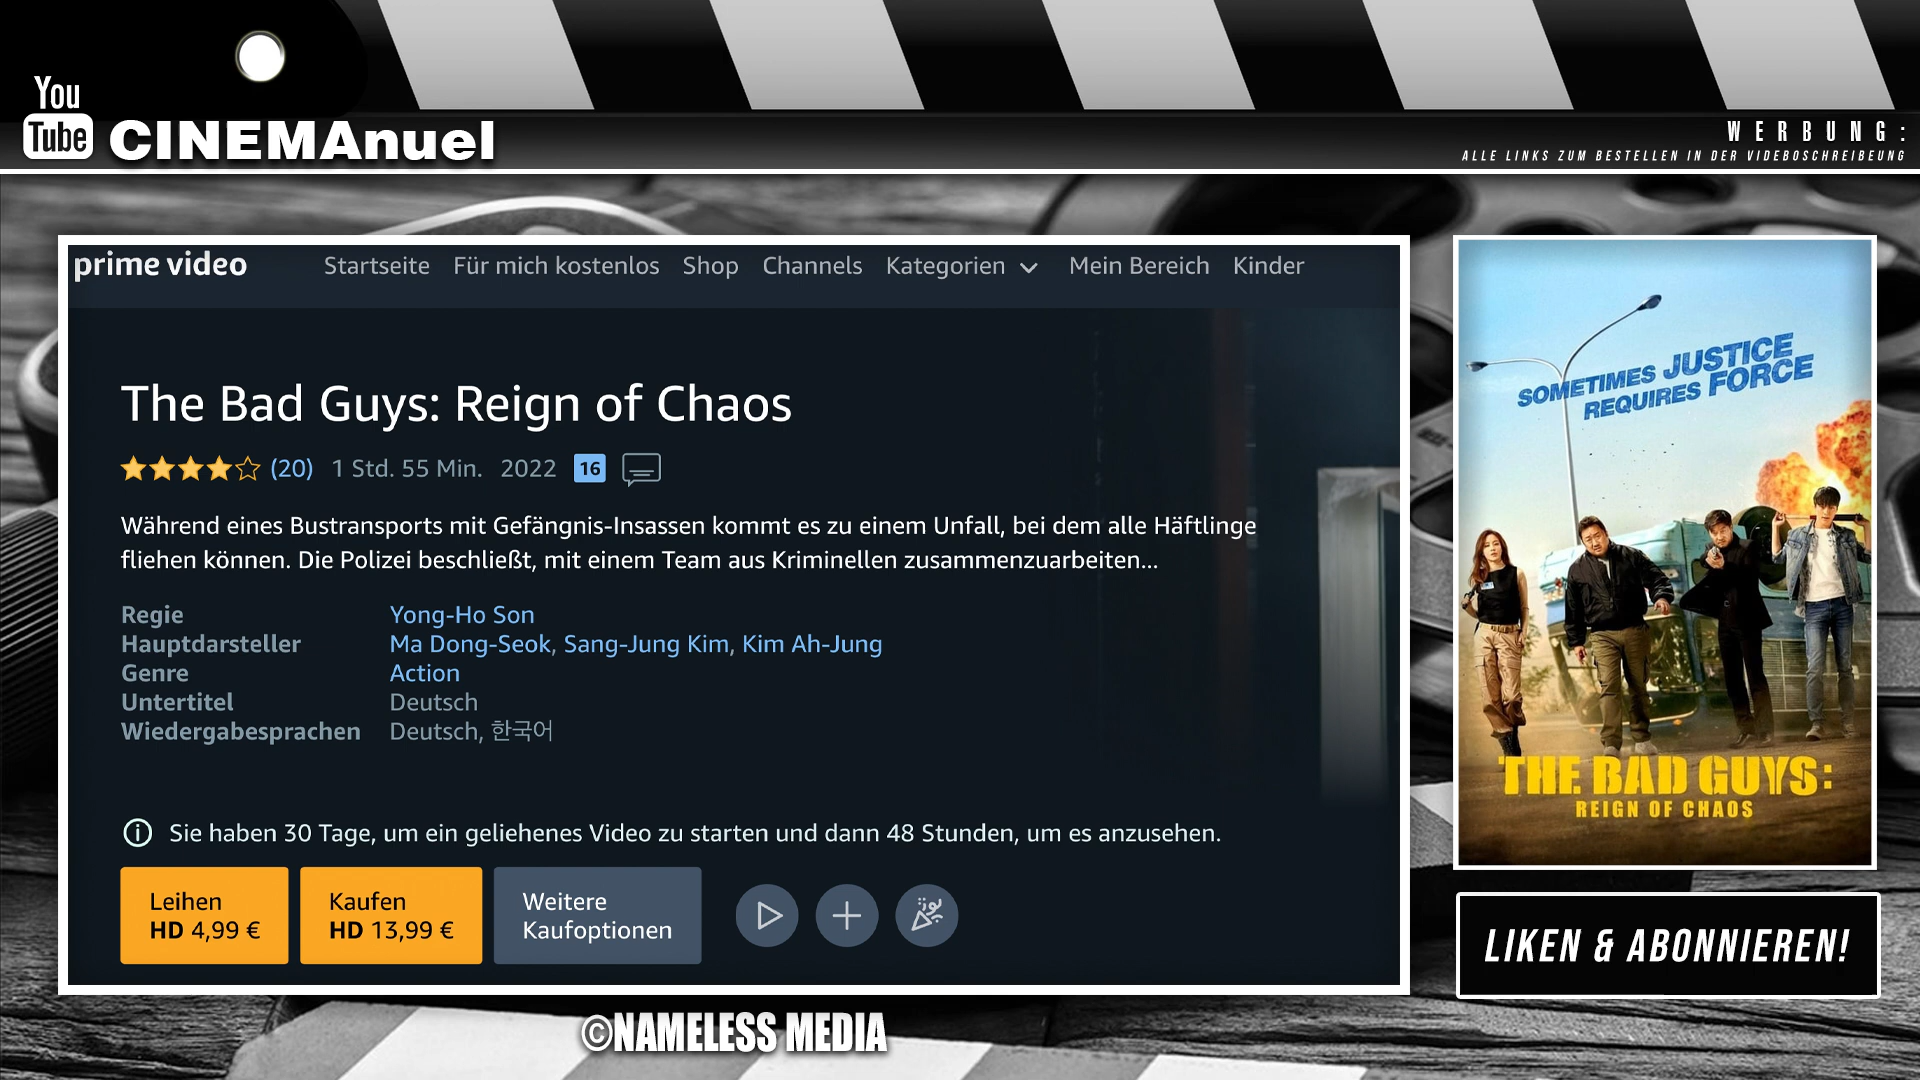 You
Tube
CINEMAnuel
WERBUNG:
ALLE LINKS ZUM BESTELLEN IN DER VIDEBOSCHREIBEUNG
prime video
Startseite Für mich kostenlos Shop Channels Kategorien Mein Bereich Kinder
The Bad Guys: Reign of Chaos
(20) 1 Std. 55 Min. 2022 16
Während eines Bustransports mit Gefängnis-Insassen kommt es zu einem Unfall, bei dem alle Häftlinge
fliehen können. Die Polizei beschließt, mit einem Team aus Kriminellen zusammenzuarbeiten...
Regie Yong-Ho Son
Hauptdarsteller Ma Dong-Seok, Sang-Jung Kim, Kim Ah-Jung
Genre Action
Untertitel Deutsch
Wiedergabesprachen Deutsch, 한국어
Sie haben 30 Tage, um ein geliehenes Video zu starten und dann 48 Stunden, um es anzusehen.
Leihen
HD 4,99 €
Kaufen
HD 13,99 €
Weitere
Kaufoptionen
SOMETIMES JUSTICE
REQUIRES FORCE
THE BAD GUYS:
REIGN OF CHAOS
LIKEN & ABONNIEREN!
©NAMELESS MEDIA